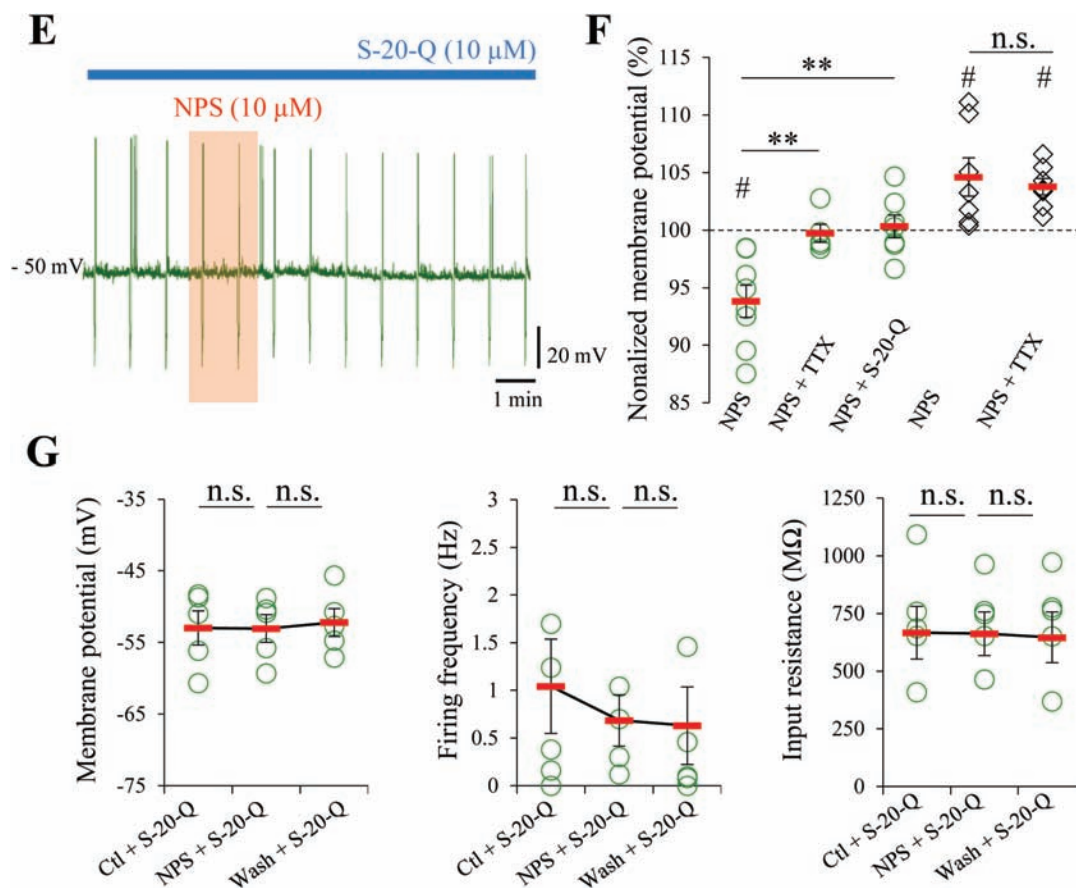 E
S-20-Q (10 μM)
NPS (10 μM)
- 50 mV
20 mV
1 min
F
Nonalized membrane potential (%)
115
110
105
100
95
90
85
**
**
n.s.
#
#
#
NPS
NPS + TTX
NPS + S-20-Q
NPS
NPS + TTX
G
Membrane potential (mV)
-35
-45
-55
-65
-75
n.s.
n.s.
Ctl + S-20-Q
NPS + S-20-Q
Wash + S-20-Q
Firing frequency (Hz)
3
2.5
2
1.5
1
0.5
0
n.s.
n.s.
Ctl + S-20-Q
NPS + S-20-Q
Wash + S-20-Q
Input resistance (MΩ)
1250
1000
750
500
250
0
n.s.
n.s.
Ctl + S-20-Q
NPS + S-20-Q
Wash + S-20-Q